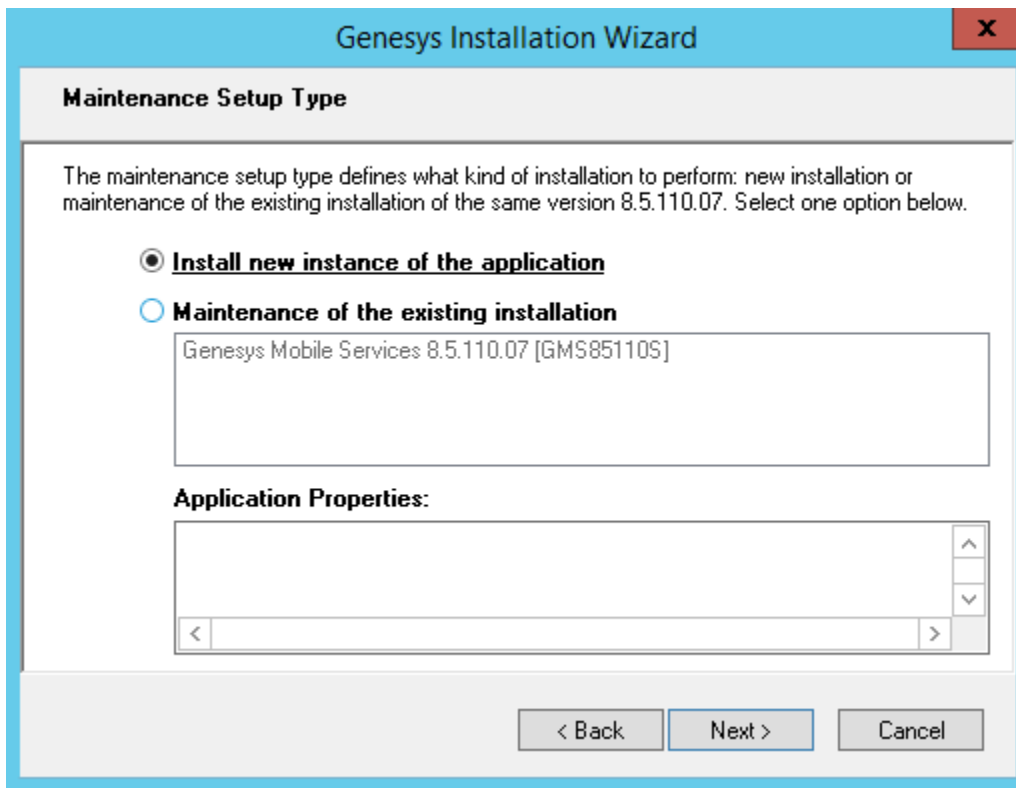 Genesys Installation Wizard
x
Maintenance Setup Type
The maintenance setup type defines what kind of installation to perform: new installation or
maintenance of the existing installation of the same version 8.5.110.07. Select one option below.
Install new instance of the application
Maintenance of the existing installation
Genesys Mobile Services 8.5.110.07 [GMS85110S]
Application Properties:
< Back
Next >
Cancel